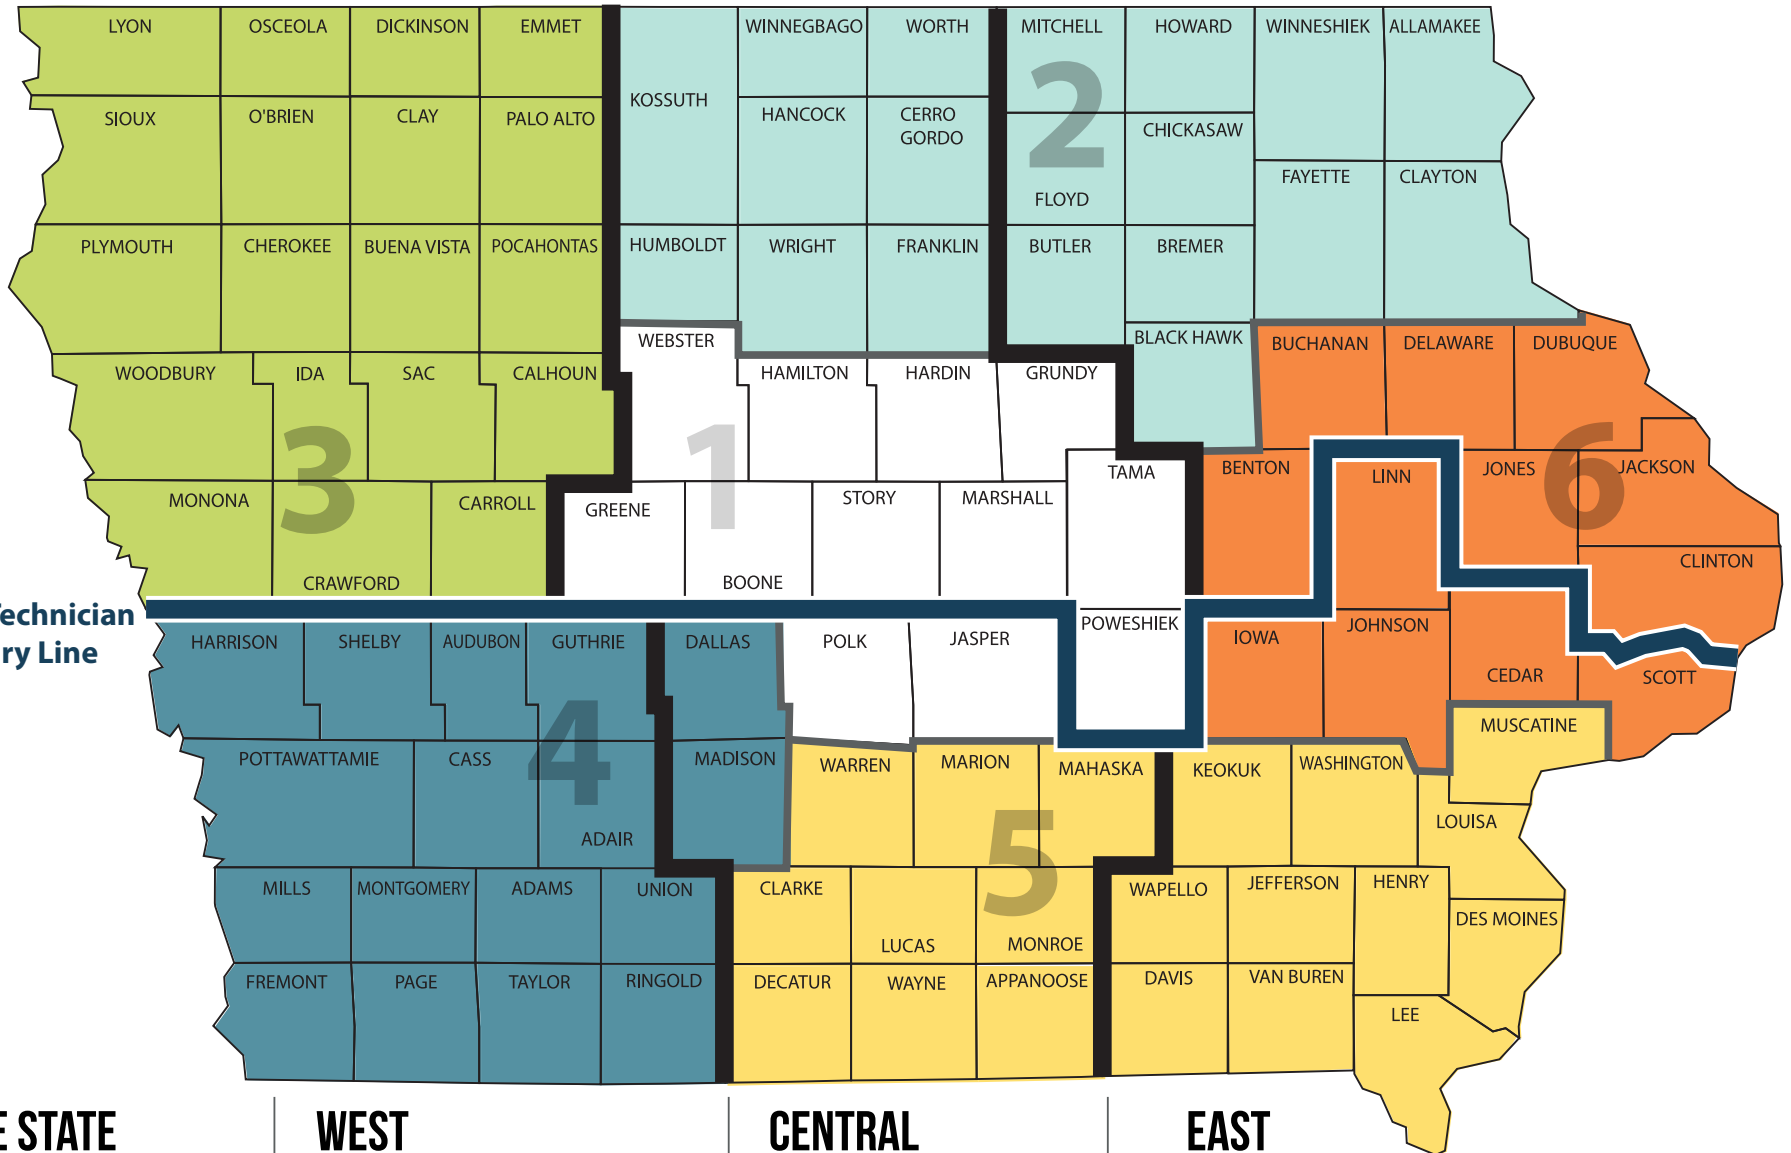 LYON OSCEOLA DICKINSON EMMET WINNEGBAGO WORTH MITCHELL HOWARD WINNESHIEK ALLAMAKEE
KOSSUTH
2
SIOUX O'BRIEN CLAY PALO ALTO HANCOCK CERRO
GORDO CHICKASAW
FAYETTE CLAYTON
FLOYD
PLYMOUTH CHEROKEE BUENA VISTA POCAHONTAS HUMBOLDT WRIGHT FRANKLIN BUTLER BREMER
WEBSTER BLACK HAWK BUCHANAN DELAWARE DUBUQUE
WOODBURY IDA SAC CALHOUN HAMILTON HARDIN GRUNDY
3 1 6
BENTON LINN JONES JACKSON
TAMA
MONONA CARROLL GREENE STORY MARSHALL
CRAWFORD BOONE CLINTON
Technician
ry Line
HARRISON SHELBY AUDUBON GUTHRIE DALLAS POLK JASPER POWESHIEK IOWA JOHNSON
CEDAR SCOTT
MUSCATINE
4
POTTAWATTAMIE CASS MADISON WARREN MARION MAHASKA KEOKUK WASHINGTON
ADAIR LOUISA
5
MILLS MONTGOMERY ADAMS UNION CLARKE WAPELLO JEFFERSON HENRY
DES MOINES
LUCAS MONROE
FREMONT PAGE TAYLOR RINGOLD DECATUR WAYNE APPANOOSE DAVIS VAN BUREN
LEE
E STATE WEST CENTRAL EAST